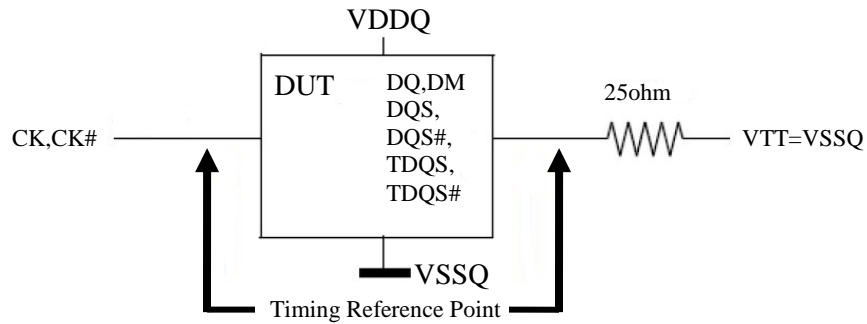 VDDQ
DUT
DQ,DM
DQS,
DQS#,
TDQS,
TDQS#
25ohm
CK,CK#
VTT=VSSQ
VSSQ
Timing Reference Point